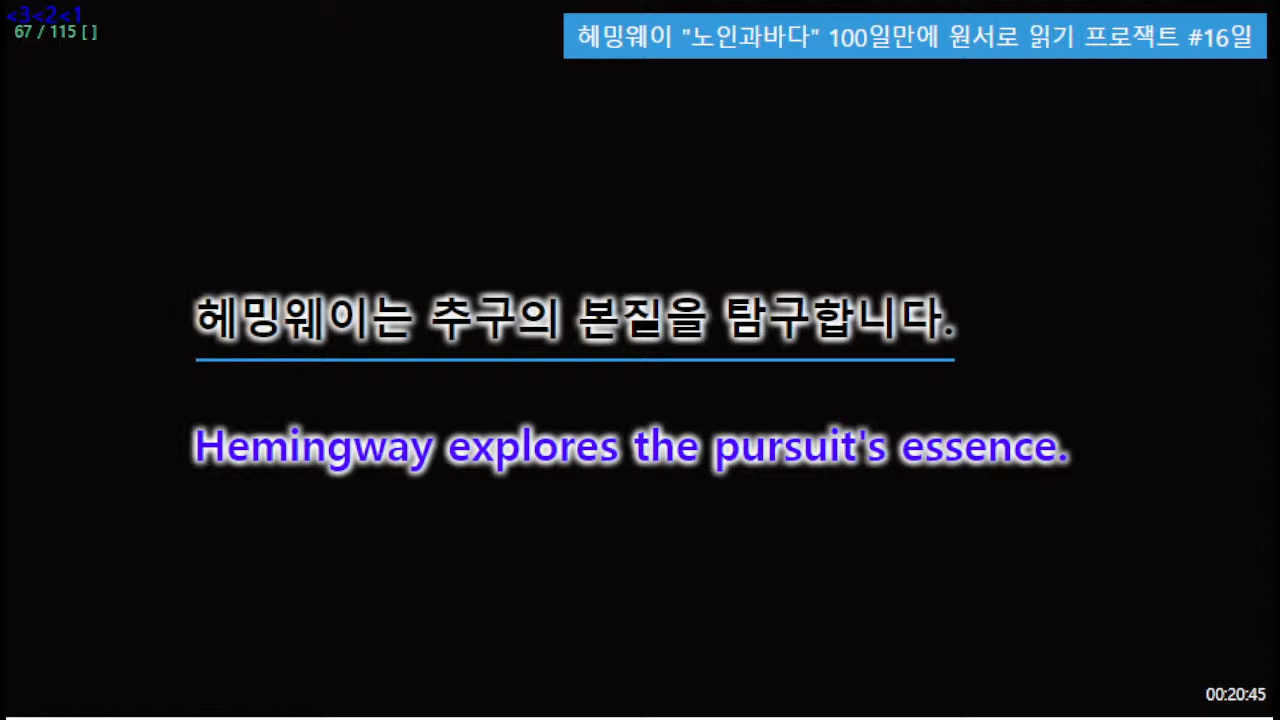 <3<2<1
67 / 115 [ ]
헤밍웨이 "노인과바다" 100일만에 원서로 읽기 프로잭트 #16일
헤밍웨이는 추구의 본질을 탐구합니다.
Hemingway explores the pursuit's essence.
00:20:45